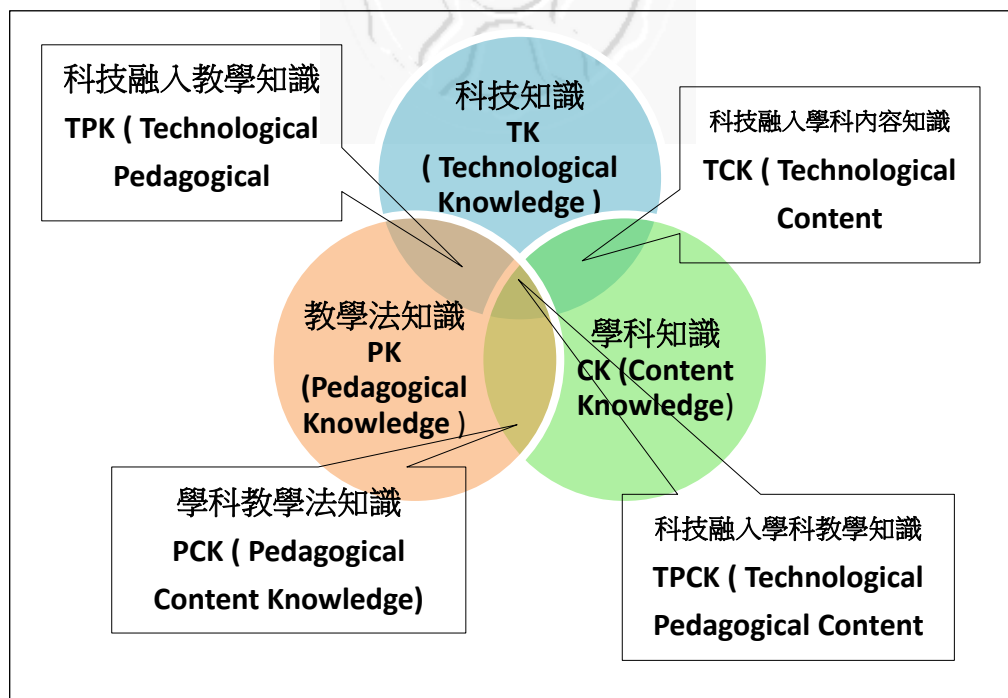 科技融入教學知識
TPK ( Technological
Pedagogical
科技知識
TK
( Technological
Knowledge )
科技融入學科內容知識
TCK ( Technological
Content
教學法知識
PK
(Pedagogical
Knowledge )
學科知識
CK (Content
Knowledge)
學科教學法知識
PCK ( Pedagogical
Content Knowledge)
科技融入學科教學知識
TPCK ( Technological
Pedagogical Content